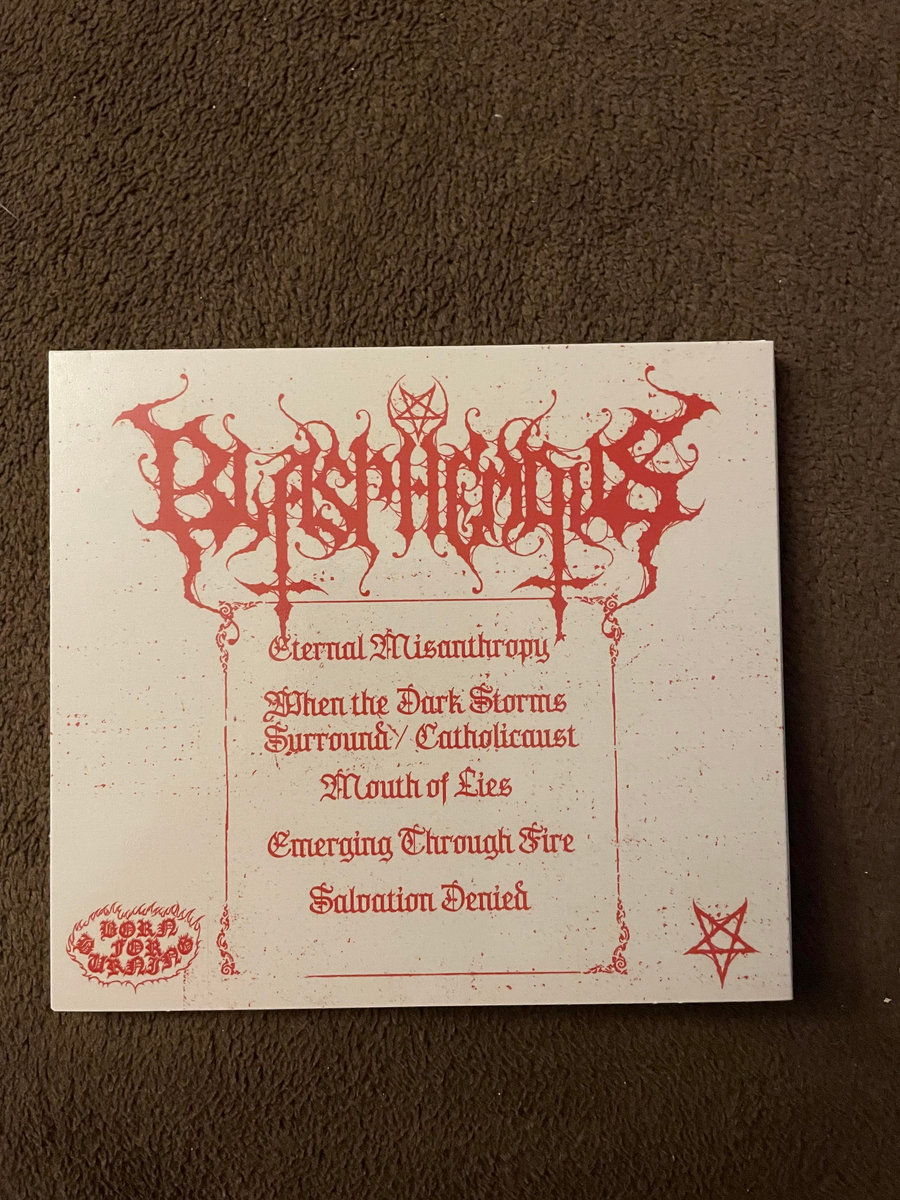 BLASPHEMOUS
Eternal Misanthropy
When the Dark Storms
Surround / Catholicaust
Mouth of Lies
Emerging Through Fire
Salvation Denied
BORN
FOR
BURNING